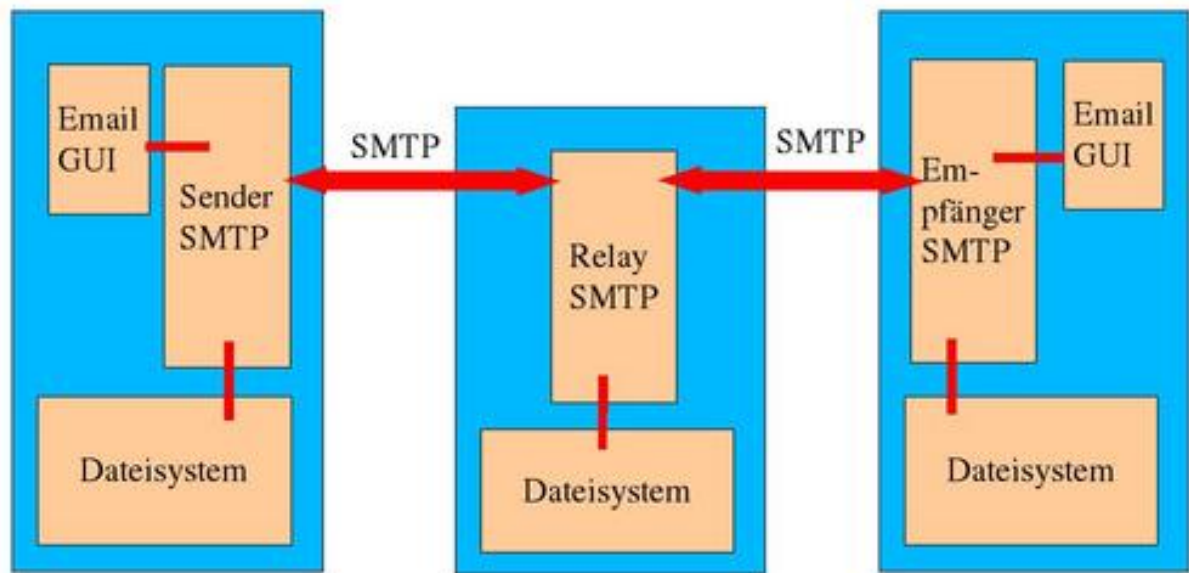 Email
GUI
Sender
SMTP
Dateisystem
SMTP
Relay
SMTP
Dateisystem
SMTP
Em-
pfänger
SMTP
Email
GUI
Dateisystem